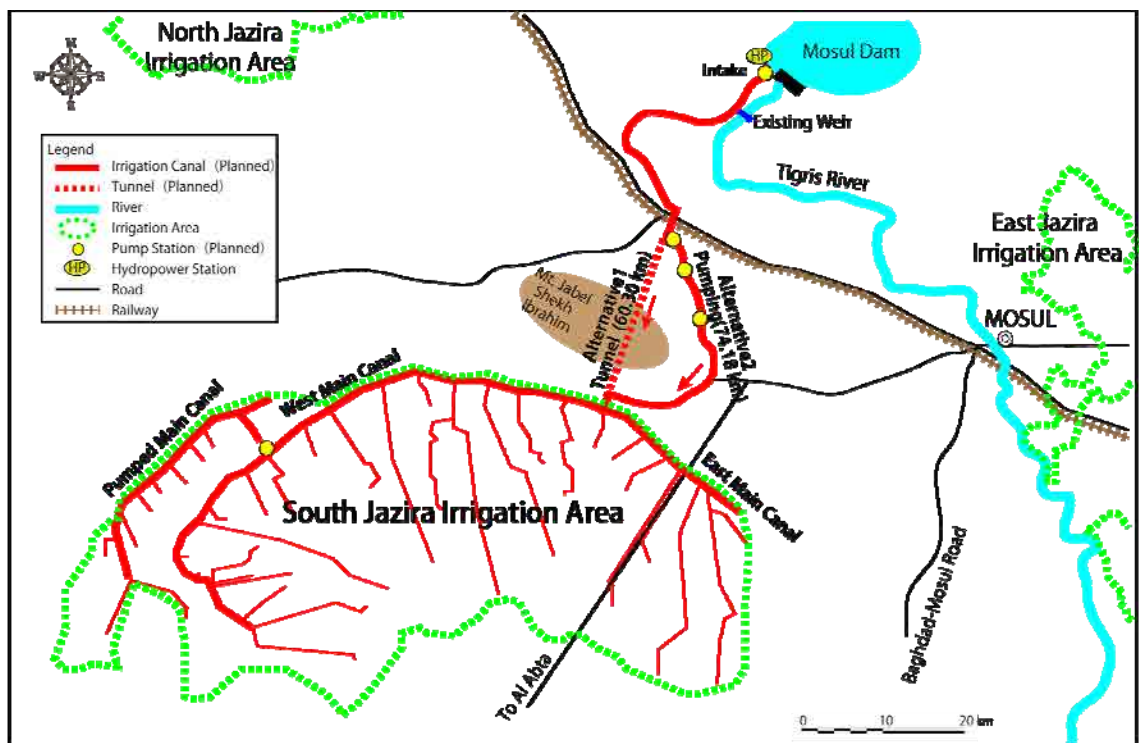 North Jazira
Irrigation Area
N
W
E
S
HP
Mosul Dam
Intake
Existing Weir
Legend
Irrigation Canal (Planned)
Tunnel (Planned)
River
Irrigation Area
Pump Station (Planned)
HP
Hydropower Station
Road
Railway
Tigris River
East Jazira
Irrigation Area
Mt. Jabel
Shekh
Ibrahim
Alternative1
Tunnel (60.30 km)
Alternative2
Pumping(74.18 km)
MOSUL
West Main Canal
Pumped Main Canal
East Main Canal
South Jazira Irrigation Area
Baghdad-Mosul Road
To Al Abta
0
10
20 km